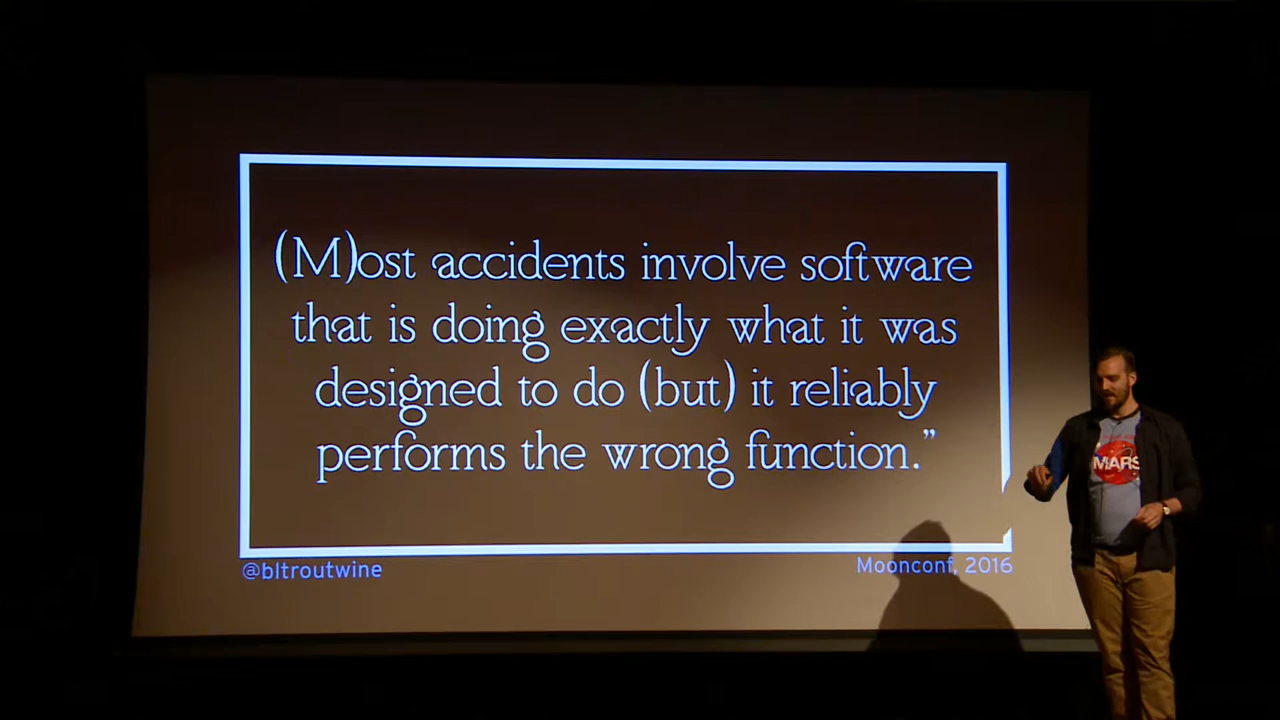 (M)ost accidents involve software
that is doing exactly what it was
designed to do (but) it reliably
performs the wrong function.”
@bltroutwine
Moonconf, 2016
MARS